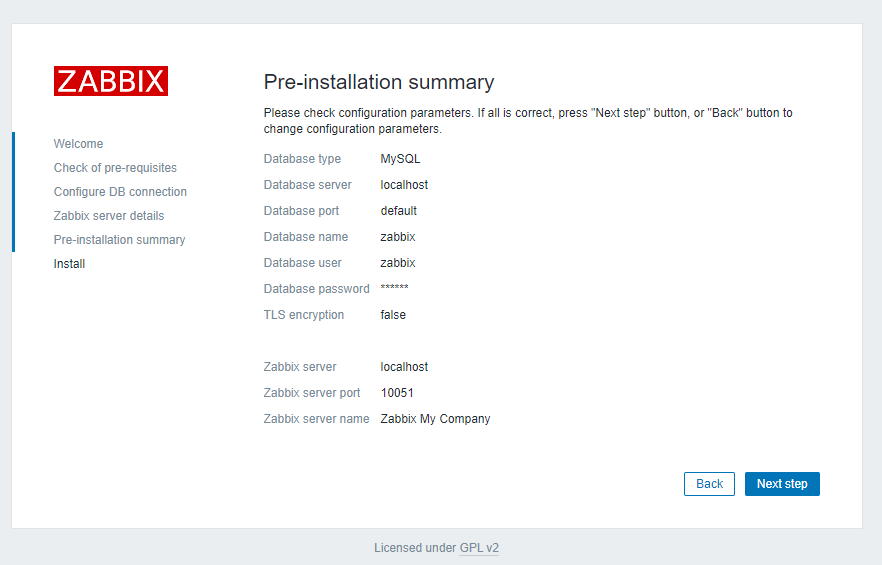 ZABBIX
Welcome
Check of pre-requisites
Configure DB connection
Zabbix server details
Pre-installation summary
Install
Pre-installation summary
Please check configuration parameters. If all is correct, press "Next step" button, or "Back" button to
change configuration parameters.
Database type MySQL
Database server localhost
Database port default
Database name zabbix
Database user zabbix
Database password ******
TLS encryption false
Zabbix server localhost
Zabbix server port 10051
Zabbix server name Zabbix My Company
Back Next step
Licensed under GPL v2